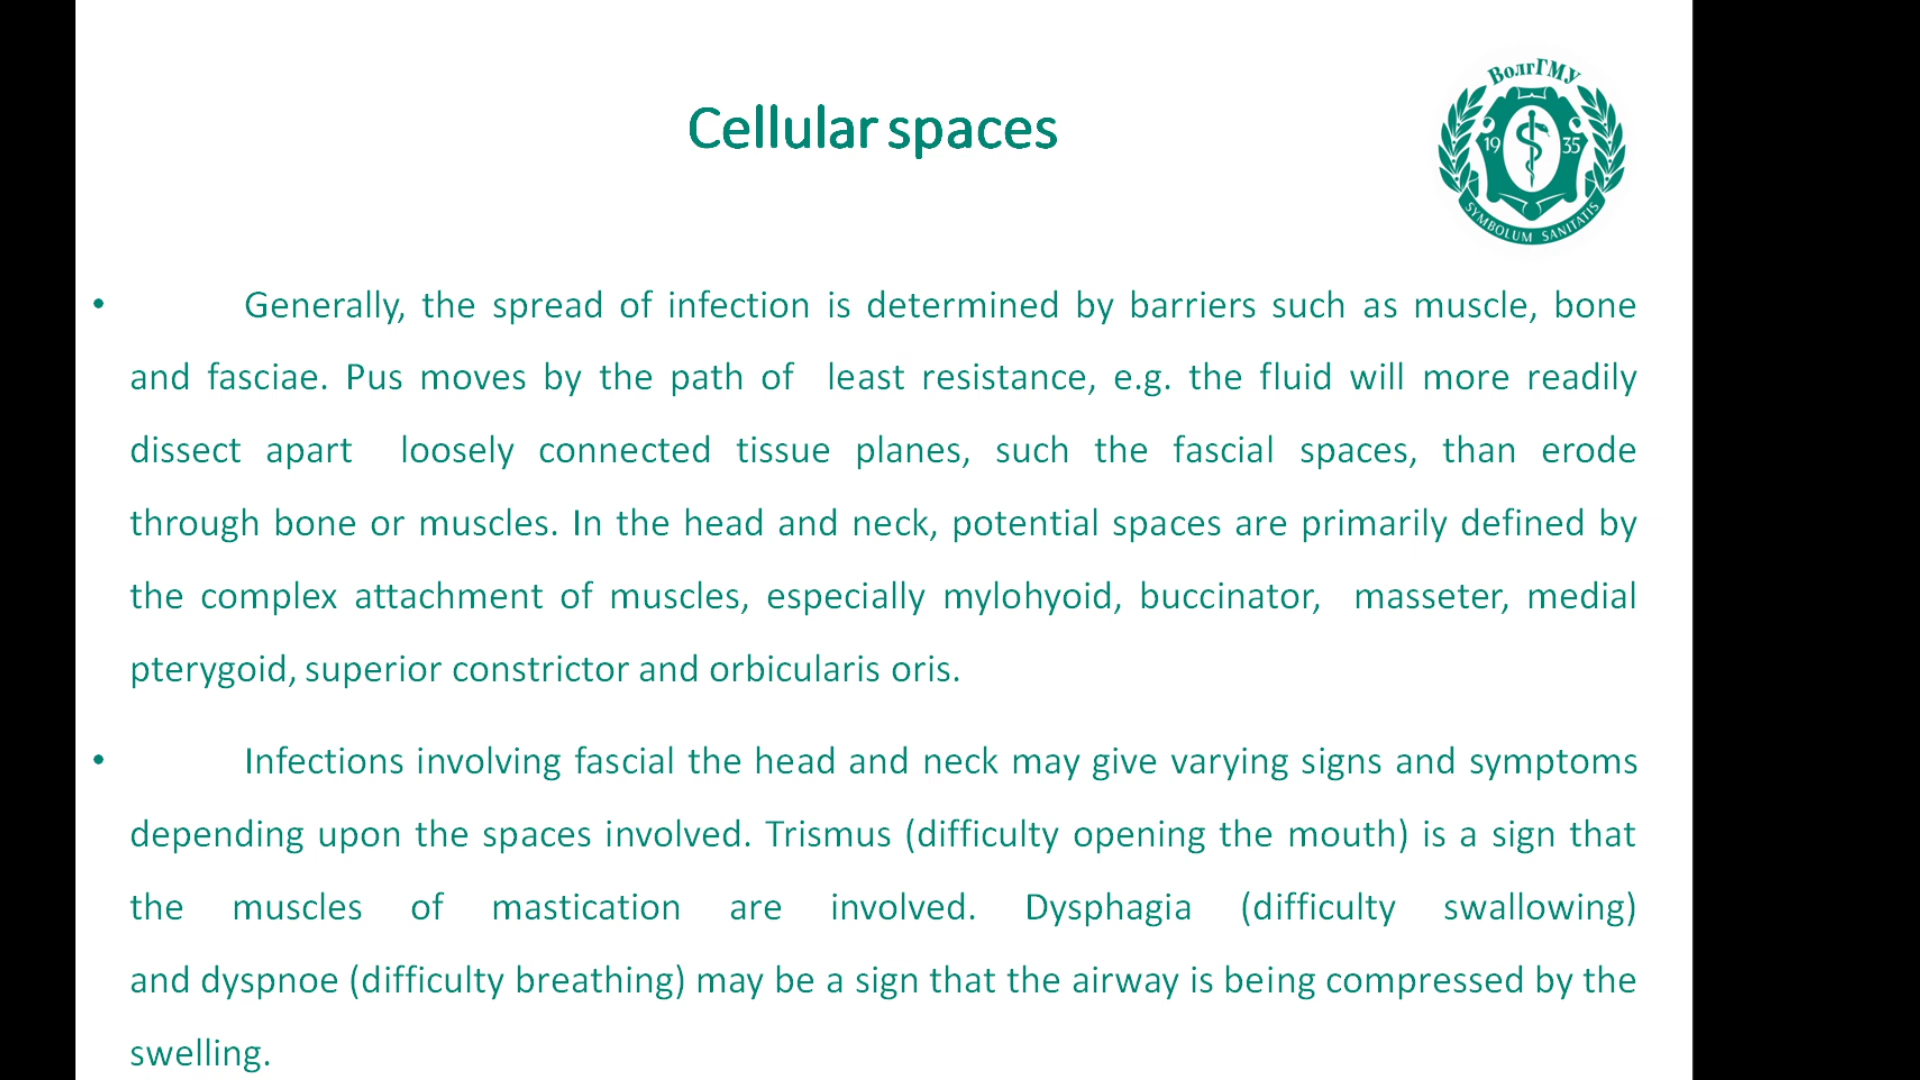 ВолгГМУ
Cellular spaces
19 35
SYMBOLUM SANITATIS
• Generally, the spread of infection is determined by barriers such as muscle, bone
and fasciae. Pus moves by the path of least resistance, e.g. the fluid will more readily
dissect apart loosely connected tissue planes, such the fascial spaces, than erode
through bone or muscles. In the head and neck, potential spaces are primarily defined by
the complex attachment of muscles, especially mylohyoid, buccinator, masseter, medial
pterygoid, superior constrictor and orbicularis oris.
• Infections involving fascial the head and neck may give varying signs and symptoms
depending upon the spaces involved. Trismus (difficulty opening the mouth) is a sign that
the muscles of mastication are involved. Dysphagia (difficulty swallowing)
and dyspnoe (difficulty breathing) may be a sign that the airway is being compressed by the
swelling.